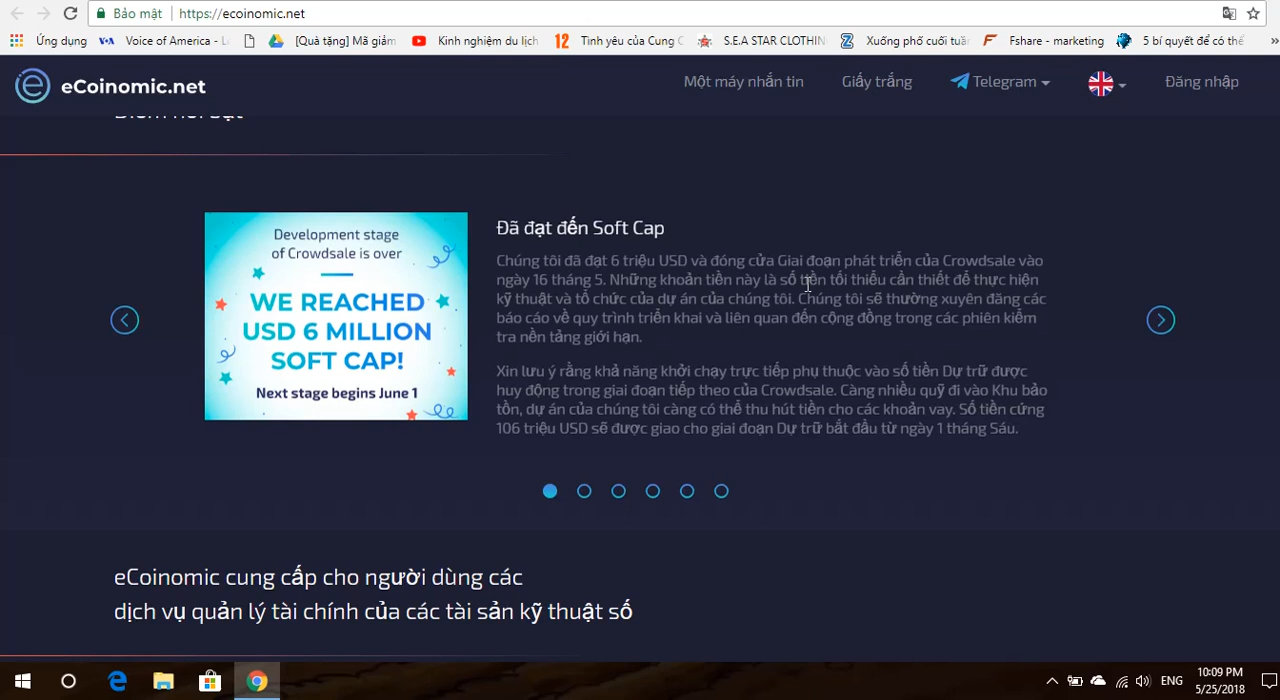 Bảo mật
https://ecoinomic.net
Ứng dụng
Voice of America - L
[Quà tặng] Mã giảm
Kinh nghiệm du lịch
12 Tình yêu của Cung C
S.E.A STAR CLOTHIN
Xuống phố cuối tuần
Fshare - marketing
5 bí quyết để có thể
»
eCoinomic.net
Một máy nhắn tin
Giấy trắng
Telegram
Đăng nhập
Development stage
of Crowdsale is over
WE REACHED
USD 6 MILLION
SOFT CAP!
Next stage begins June 1
Đã đạt đến Soft Cap
Chúng tôi đã đạt 6 triệu USD và đóng cửa Giai đoạn phát triển của Crowdsale vào
ngày 16 tháng 5. Những khoản tiền này là số tiền tối thiểu cần thiết để thực hiện
kỹ thuật và tổ chức của dự án của chúng tôi. Chúng tôi sẽ thường xuyên đăng các
báo cáo về quy trình triển khai và liên quan đến cộng đồng trong các phiên kiểm
tra nền tảng giới hạn.
Xin lưu ý rằng khả năng khởi chạy trực tiếp phụ thuộc vào số tiền Dự trữ được
huy động trong giai đoạn tiếp theo của Crowdsale. Càng nhiều quỹ đi vào Khu bảo
tồn, dự án của chúng tôi càng có thể thu hút tiền cho các khoản vay. Số tiền cứng
106 triệu USD sẽ được giao cho giai đoạn Dự trữ bắt đầu từ ngày 1 tháng Sáu.
eCoinomic cung cấp cho người dùng các
dịch vụ quản lý tài chính của các tài sản kỹ thuật số
ENG
10:09 PM
5/25/2018